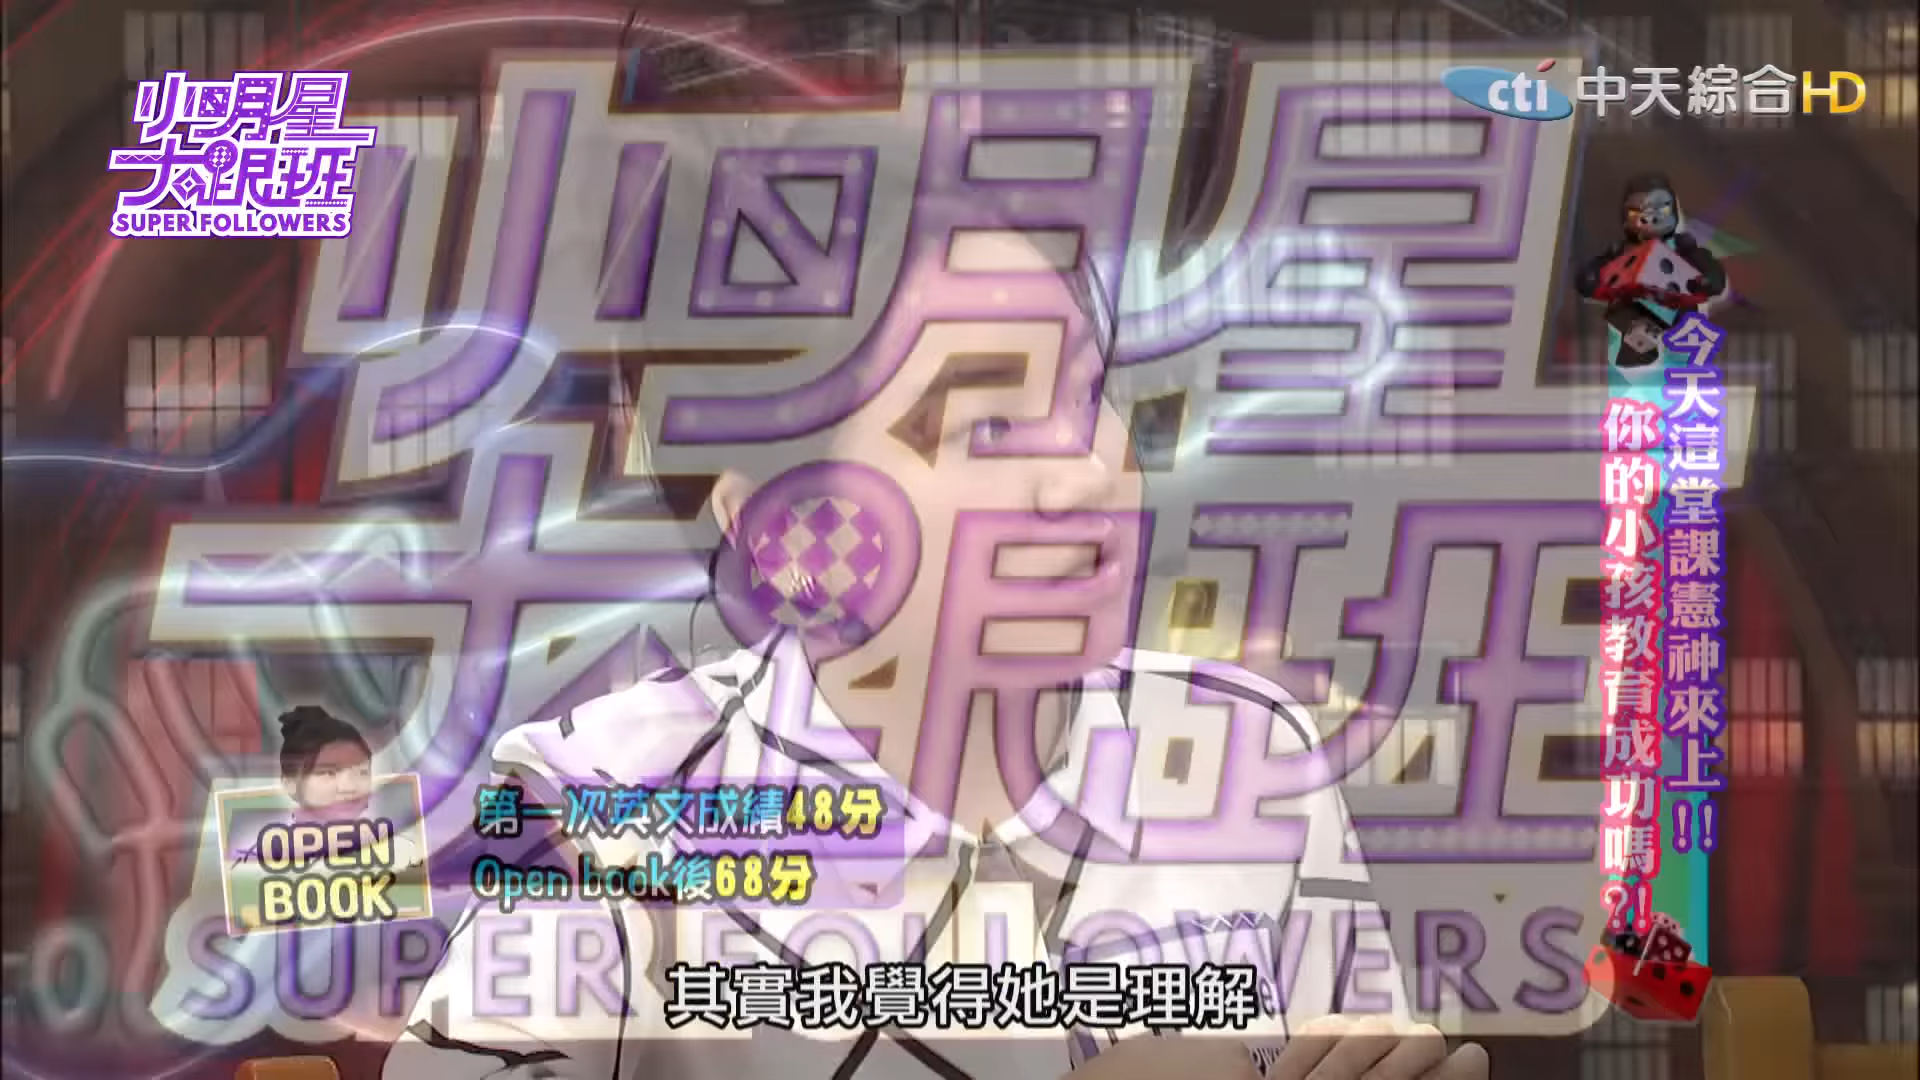 小明星
大跟班
SUPER FOLLOWERS
cti 中天綜合HD
小明星
大跟班
SUPER FOLLOWERS
今天這堂課憲神來上!!
你的小孩教育成功嗎?!
OPEN
BOOK
第一次英文成績48分
Open book後68分
其實我覺得她是理解